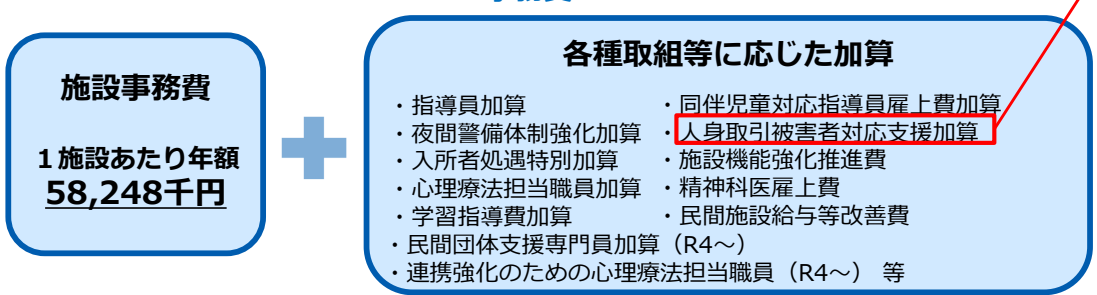 施設事務費
1施設あたり年額
58,248千円
各種取組等に応じた加算
・指導員加算
・夜間警備体制強化加算
・入所者処遇特別加算
・心理療法担当職員加算
・学習指導費加算
・同伴児童対応指導員雇上費加算
・人身取引被害者対応支援加算
・施設機能強化推進費
・精神科医雇上費
・民間施設給与等改善費
・民間団体支援専門員加算（R4～）
・連携強化のための心理療法担当職員（R4～） 等